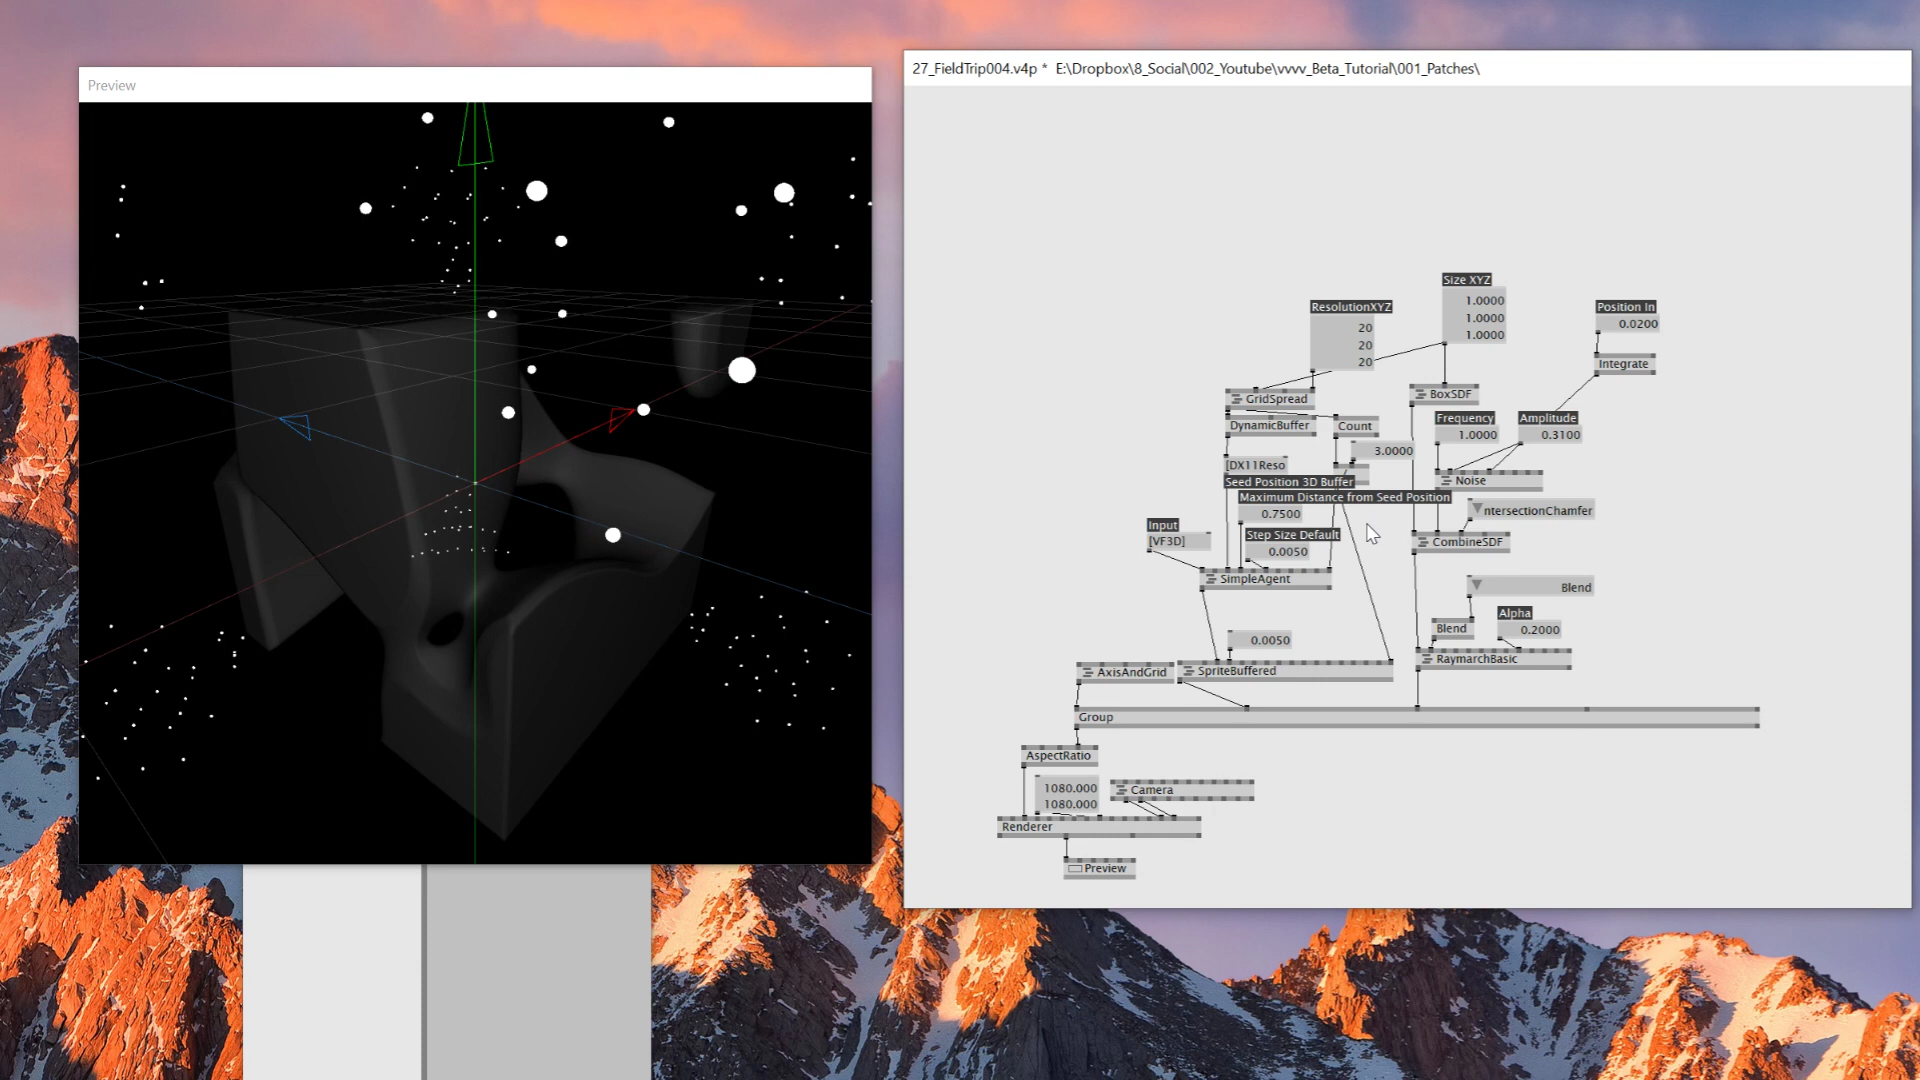 Preview
27_FieldTrip004.v4p * E:\Dropbox\8_Social\002_Youtube\vvvv_Beta_Tutorial\001_Patches\
Size XYZ
1.0000
1.0000
1.0000
ResolutionXYZ
20
20
20
Position In
0.0200
Integrate
GridSpread
BoxSDF
DynamicBuffer
Count
Frequency
1.0000
Amplitude
0.3100
3.0000
[DX11Reso
Seed Position 3D Buffer
Noise
Maximum Distance from Seed Position
0.7500
ntersectionChamfer
Input
[VF3D]
Step Size Default
0.0050
CombineSDF
SimpleAgent
Blend
Alpha
0.2000
Blend
0.0050
RaymarchBasic
AxisAndGrid
SpriteBuffered
Group
AspectRatio
1080.000
1080.000
Camera
Renderer
Preview